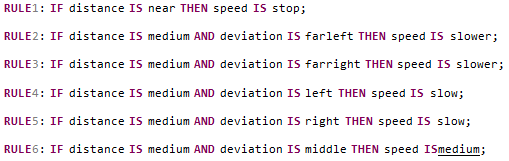 RULE1: IF distance IS near THEN speed IS stop;
RULE2: IF distance IS medium AND deviation IS farleft THEN speed IS slower;
RULE3: IF distance IS medium AND deviation IS farright THEN speed IS slower;
RULE4: IF distance IS medium AND deviation IS left THEN speed IS slow;
RULE5: IF distance IS medium AND deviation IS right THEN speed IS slow;
RULE6: IF distance IS medium AND deviation IS middle THEN speed ISmedium;